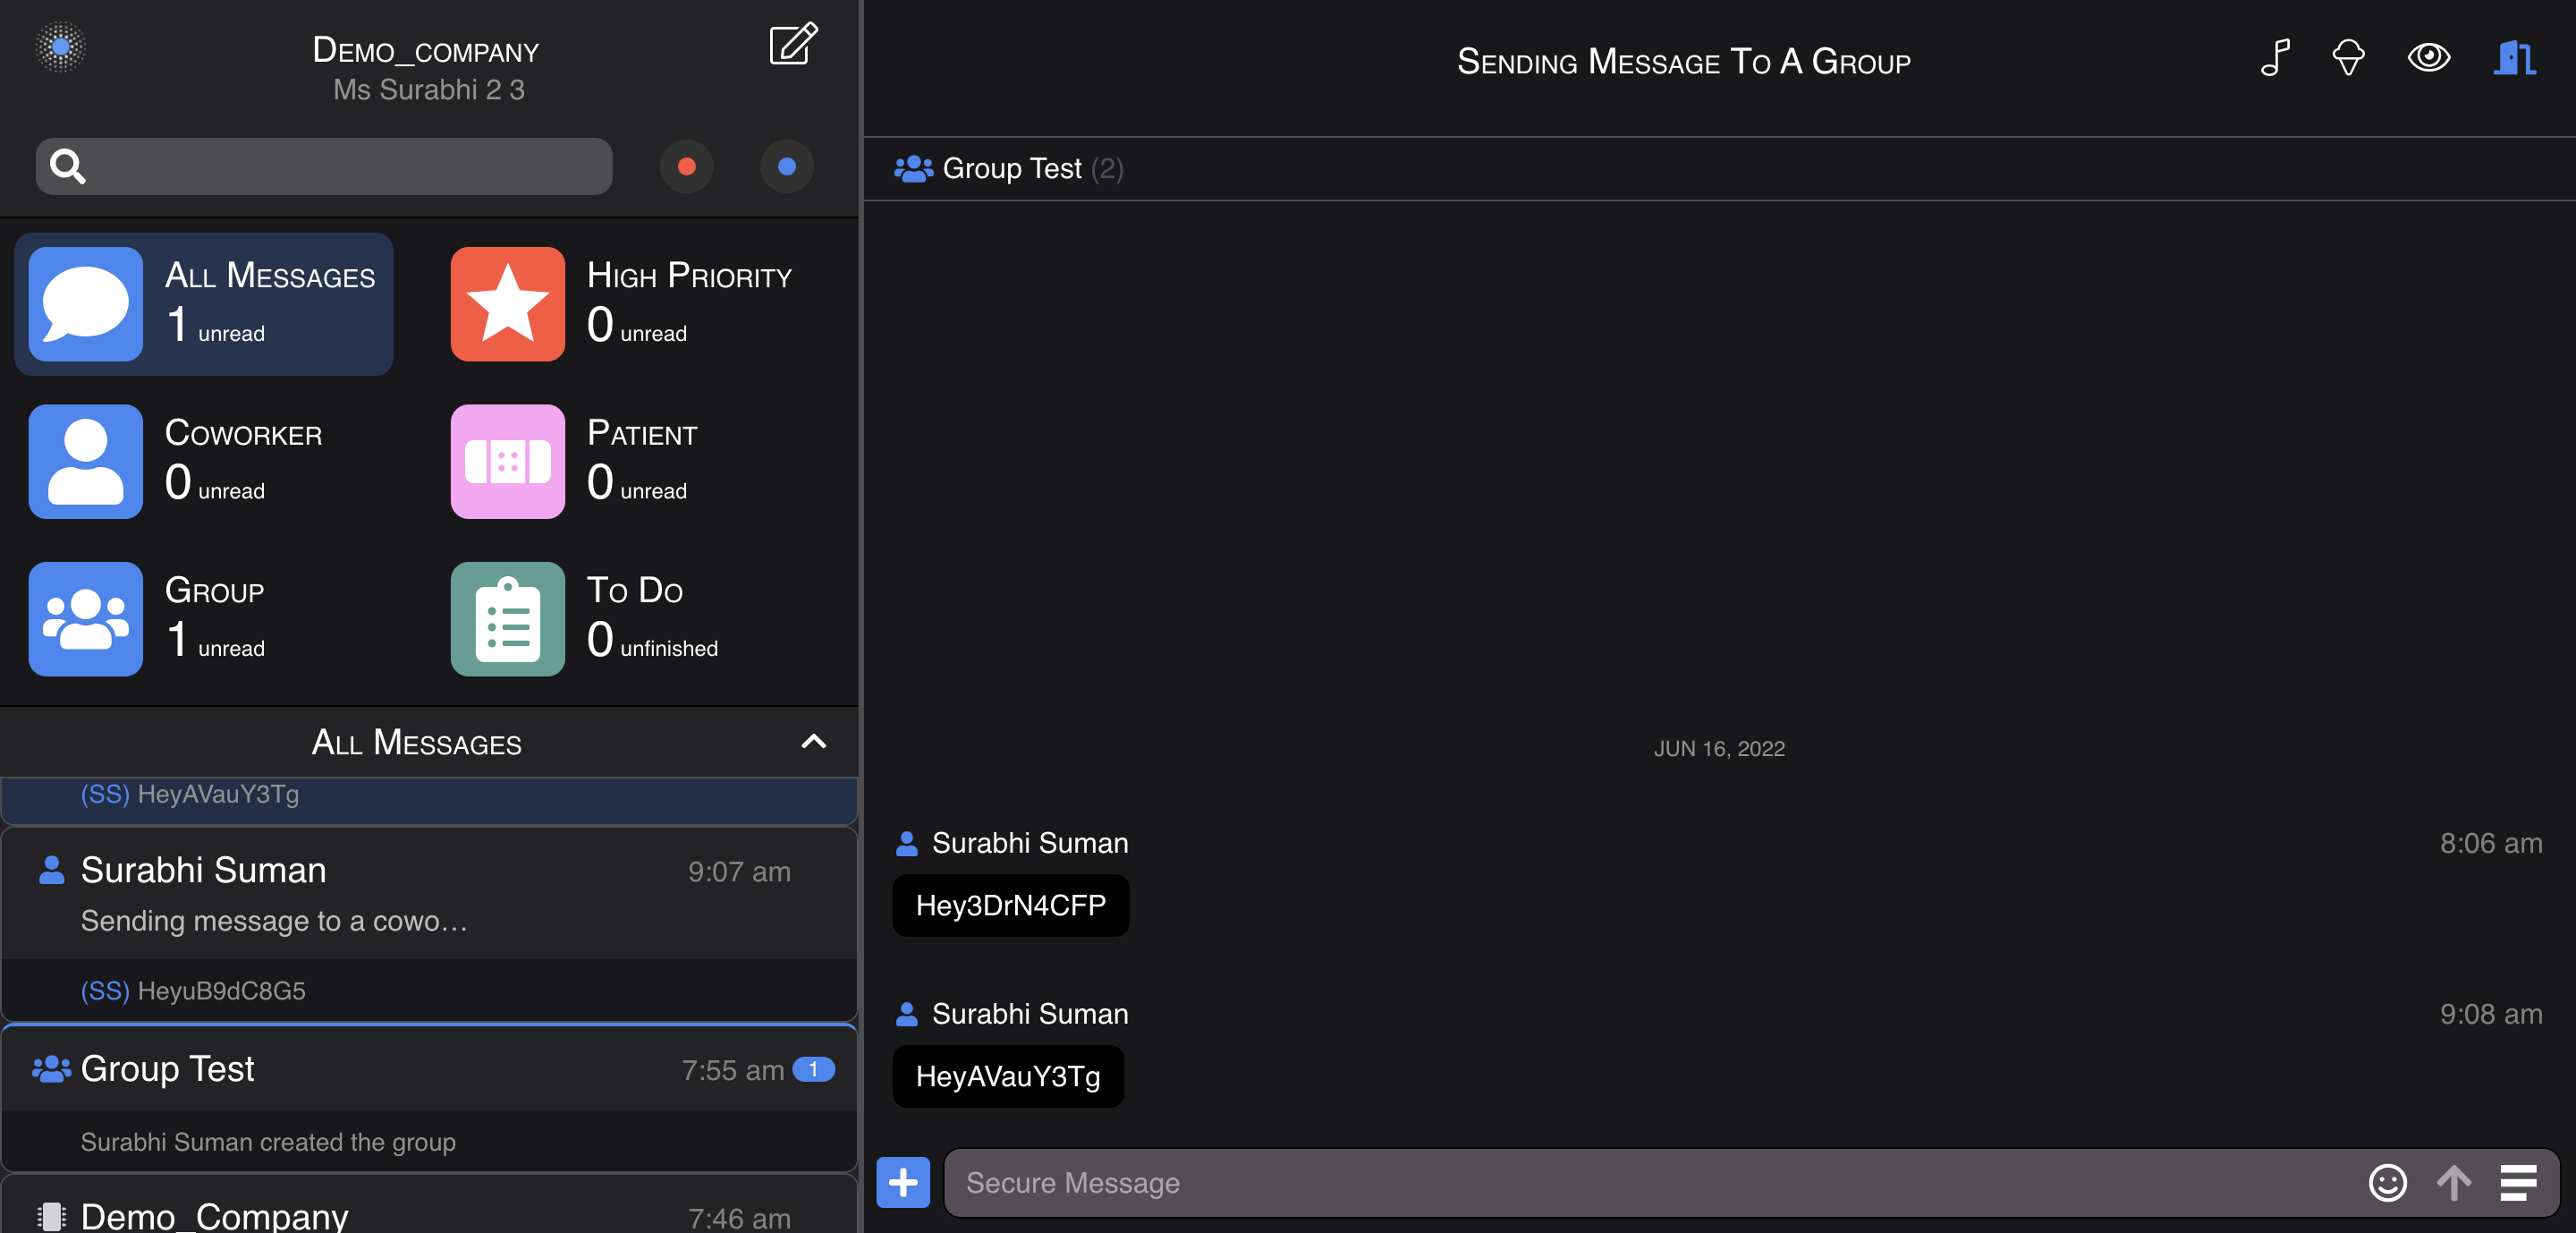 Demo_company
Ms Surabhi 2 3
All Messages
1 unread
High Priority
0 unread
Coworker
0 unread
Patient
0 unread
Group
1 unread
To Do
0 unfinished
All Messages
(SS) HeyAVauY3Tg
Surabhi Suman 9:07 am
Sending message to a cowo…
(SS) HeyuB9dC8G5
Group Test 7:55 am 1
Surabhi Suman created the group
Demo_Company 7:46 am
Sending Message To A Group
Group Test (2)
JUN 16, 2022
Surabhi Suman 8:06 am
Hey3DrN4CFP
Surabhi Suman 9:08 am
HeyAVauY3Tg
Secure Message